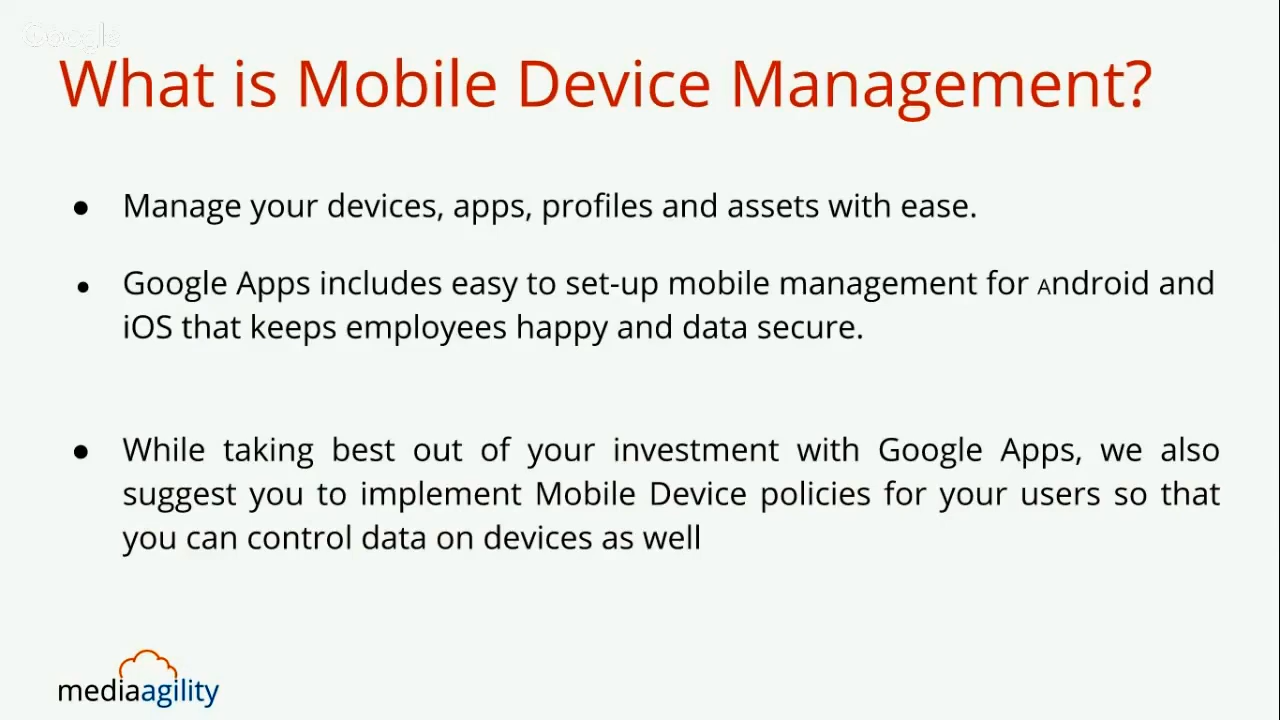 Google
What is Mobile Device Management?
● Manage your devices, apps, profiles and assets with ease.
● Google Apps includes easy to set-up mobile management for Android and
iOS that keeps employees happy and data secure.
● While taking best out of your investment with Google Apps, we also
suggest you to implement Mobile Device policies for your users so that
you can control data on devices as well
mediaagility